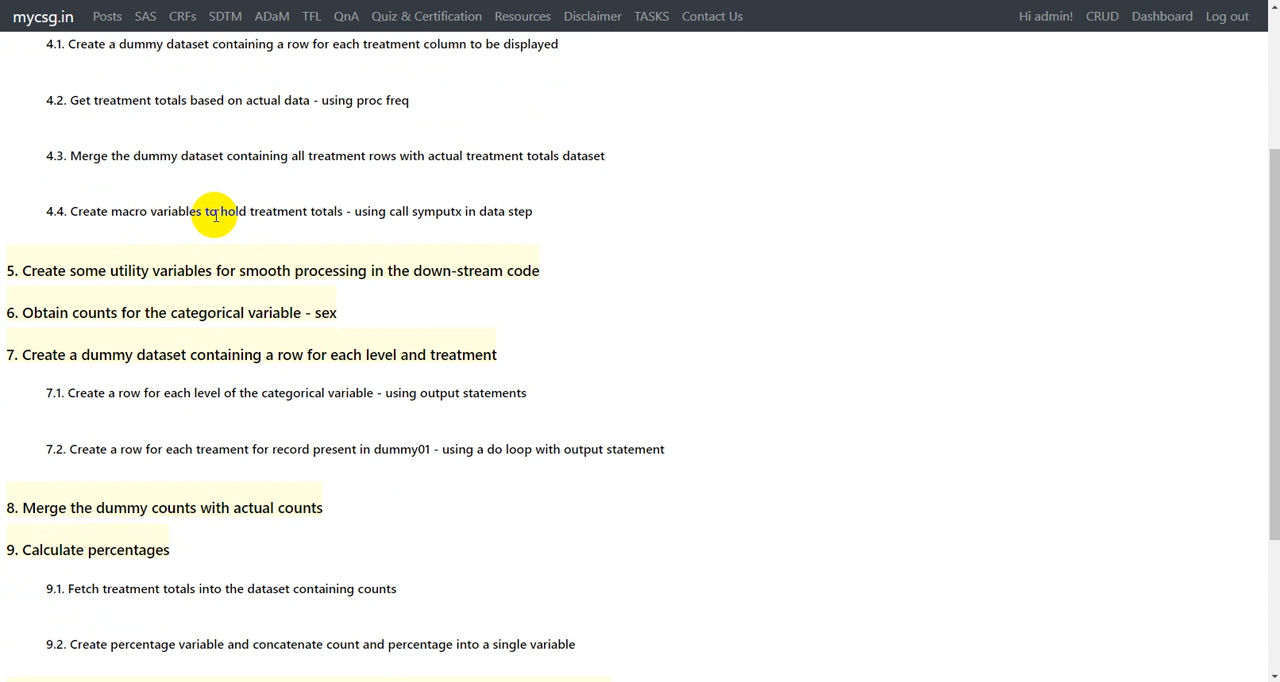 mycsg.in Posts SAS CRFs SDTM ADaM TFL QnA Quiz & Certification Resources Disclaimer TASKS Contact Us Hi admin! CRUD Dashboard Log out
4.1. Create a dummy dataset containing a row for each treatment column to be displayed
4.2. Get treatment totals based on actual data - using proc freq
4.3. Merge the dummy dataset containing all treatment rows with actual treatment totals dataset
4.4. Create macro variables to hold treatment totals - using call symputx in data step
5. Create some utility variables for smooth processing in the down-stream code
6. Obtain counts for the categorical variable - sex
7. Create a dummy dataset containing a row for each level and treatment
7.1. Create a row for each level of the categorical variable - using output statements
7.2. Create a row for each treament for record present in dummy01 - using a do loop with output statement
8. Merge the dummy counts with actual counts
9. Calculate percentages
9.1. Fetch treatment totals into the dataset containing counts
9.2. Create percentage variable and concatenate count and percentage into a single variable